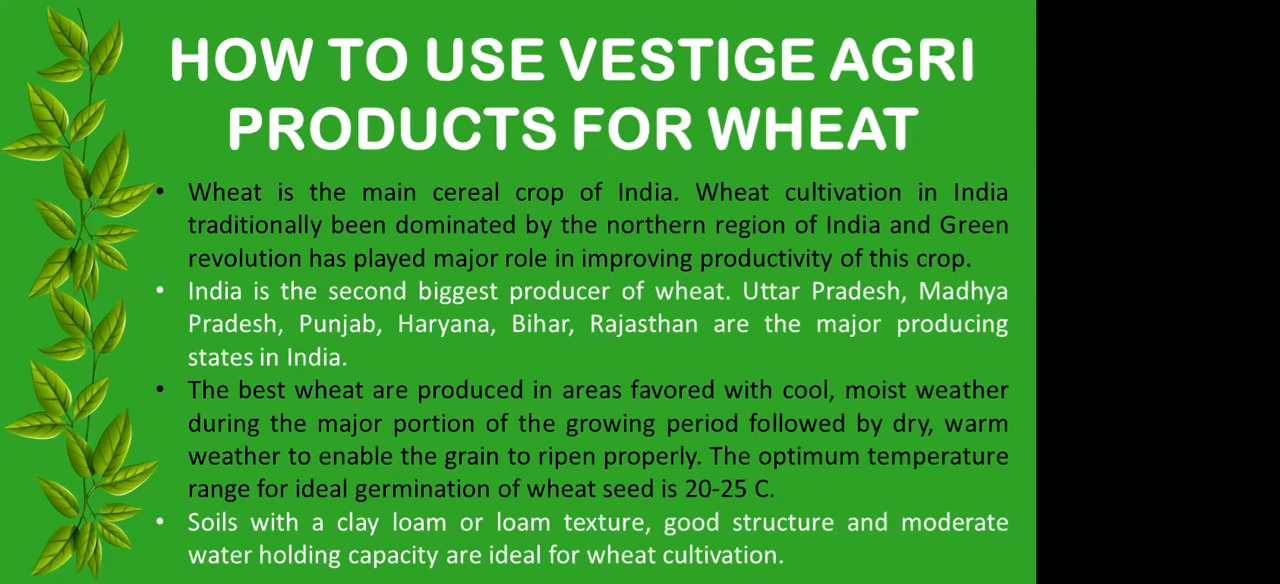 HOW TO USE VESTIGE AGRI
PRODUCTS FOR WHEAT
• Wheat is the main cereal crop of India. Wheat cultivation in India
traditionally been dominated by the northern region of India and Green
revolution has played major role in improving productivity of this crop.
• India is the second biggest producer of wheat. Uttar Pradesh, Madhya
Pradesh, Punjab, Haryana, Bihar, Rajasthan are the major producing
states in India.
• The best wheat are produced in areas favored with cool, moist weather
during the major portion of the growing period followed by dry, warm
weather to enable the grain to ripen properly. The optimum temperature
range for ideal germination of wheat seed is 20-25 C.
• Soils with a clay loam or loam texture, good structure and moderate
water holding capacity are ideal for wheat cultivation.